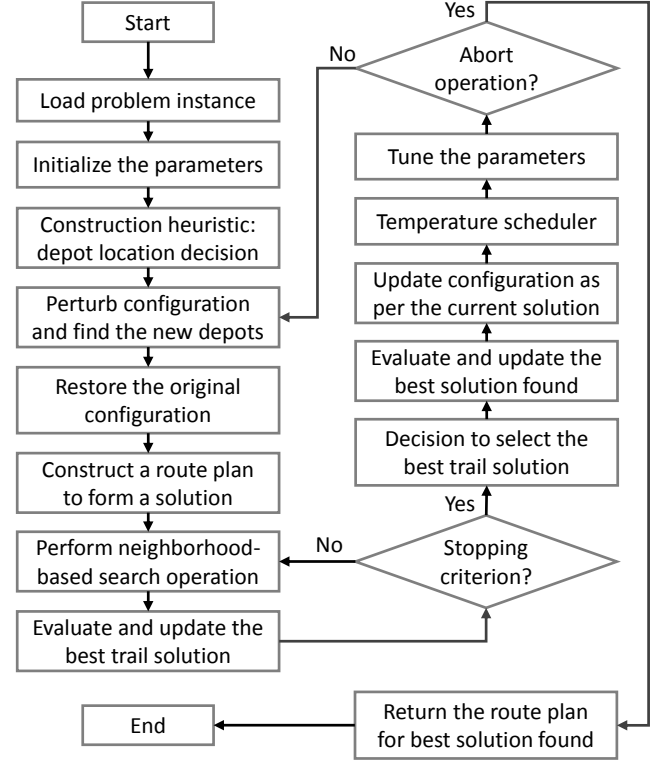 Start
Load problem instance
Initialize the parameters
Construction heuristic:
depot location decision
Perturb configuration
and find the new depots
Restore the original
configuration
Construct a route plan
to form a solution
Perform neighborhood-
based search operation
Evaluate and update the
best trail solution
Stopping
criterion?
No
Yes
Decision to select the
best trail solution
Evaluate and update the
best solution found
Update configuration as
per the current solution
Temperature scheduler
Tune the parameters
Abort
operation?
No
Yes
Return the route plan
for best solution found
End